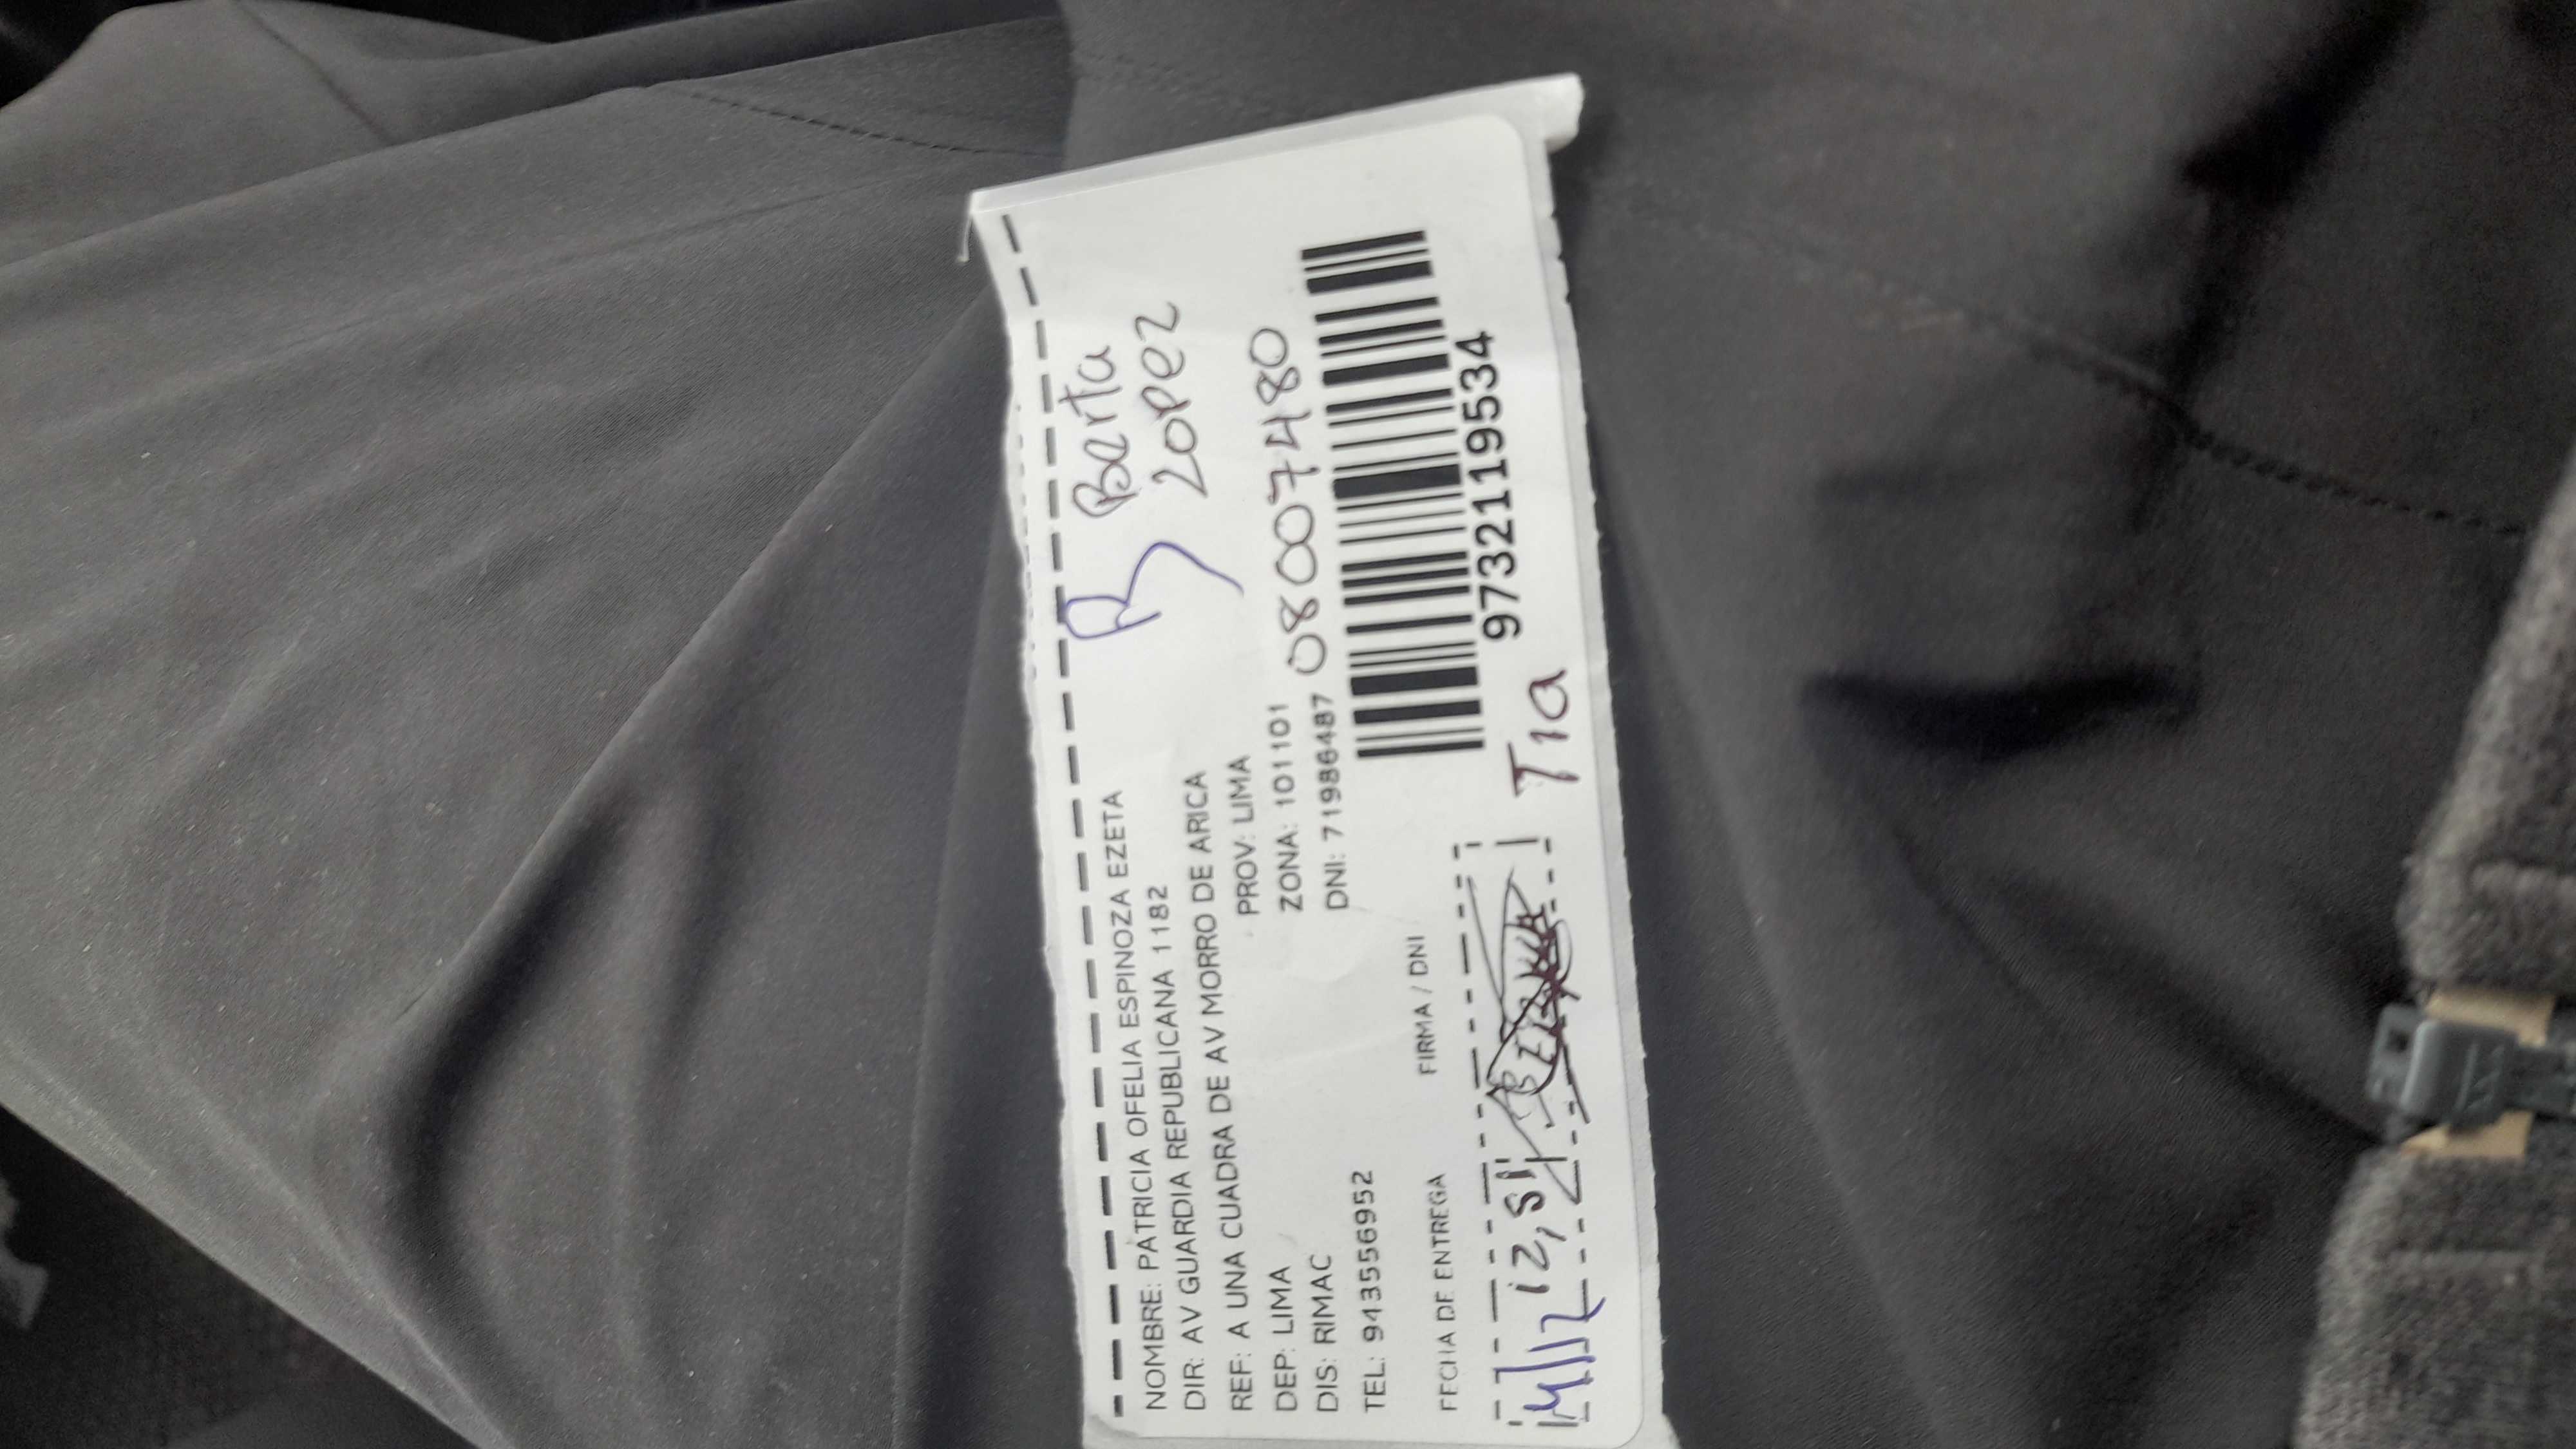 Barta
Lopez
NOMBRE: PATRICIA OFELIA ESPINOZA EZETA
DIR: AV GUARDIA REPUBLICANA 1182
REF: A UNA CUADRA DE AV MORRO DE ARICA
DEP: LIMA PROV: LIMA
DIS: RIMAC ZONA: 101101 08007480
TEL: 943556952 DNI: 71986487
97321119534
FECHA DE ENTREGA FIRMA / DNI
Tia